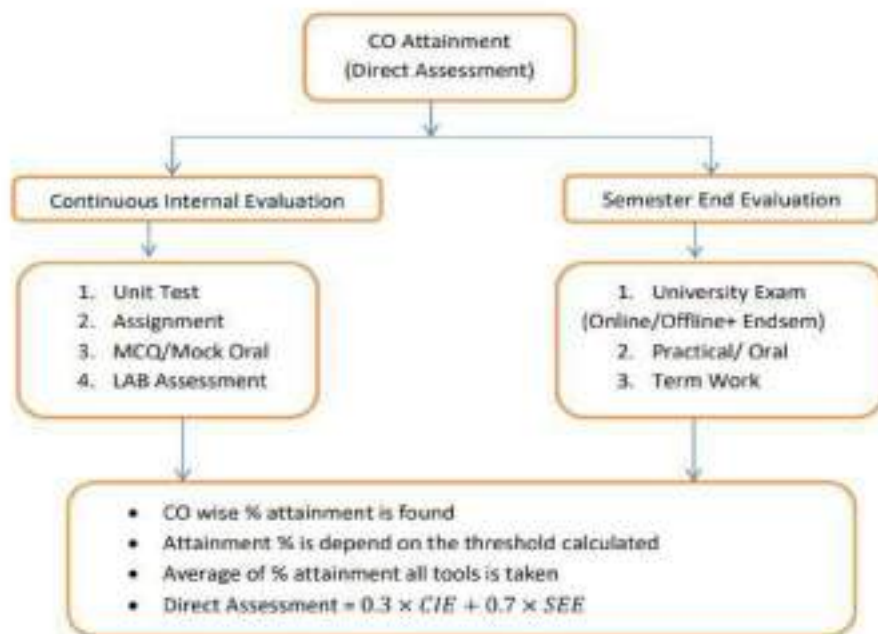 CO Attainment
(Direct Assessment)
Continuous Internal Evaluation
Semester End Evaluation
1. Unit Test
2. Assignment
3. MCQ/Mock Oral
4. LAB Assessment
1. University Exam
(Online/Offline+ Endsem)
2. Practical/ Oral
3. Term Work
• CO wise % attainment is found
• Attainment % is depend on the threshold calculated
• Average of % attainment all tools is taken
• Direct Assessment = 0.3 × CIE + 0.7 × SEE